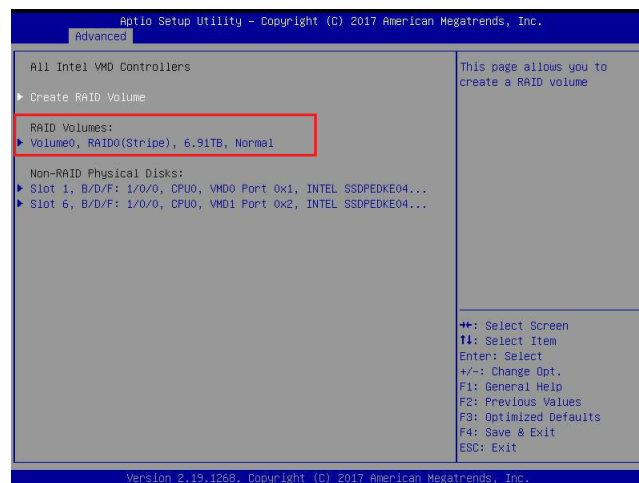 Aptio Setup Utility – Copyright (C) 2017 American Megatrends, Inc.
Advanced
All Intel VMD Controllers
▶ Create RAID Volume
RAID Volumes:
▶ Volume0, RAID0(Stripe), 6.91TB, Normal
Non-RAID Physical Disks:
▶ Slot 1, B/D/F: 1/0/0, CPU0, VMD0 Port 0x1, INTEL SSDPEDKE04...
▶ Slot 6, B/D/F: 1/0/0, CPU0, VMD1 Port 0x2, INTEL SSDPEDKE04...
This page allows you to
create a RAID volume
→←: Select Screen
↑↓: Select Item
Enter: Select
+/-: Change Opt.
F1: General Help
F2: Previous Values
F3: Optimized Defaults
F4: Save & Exit
ESC: Exit
Version 2.19.1268. Copyright (C) 2017 American Megatrends, Inc.